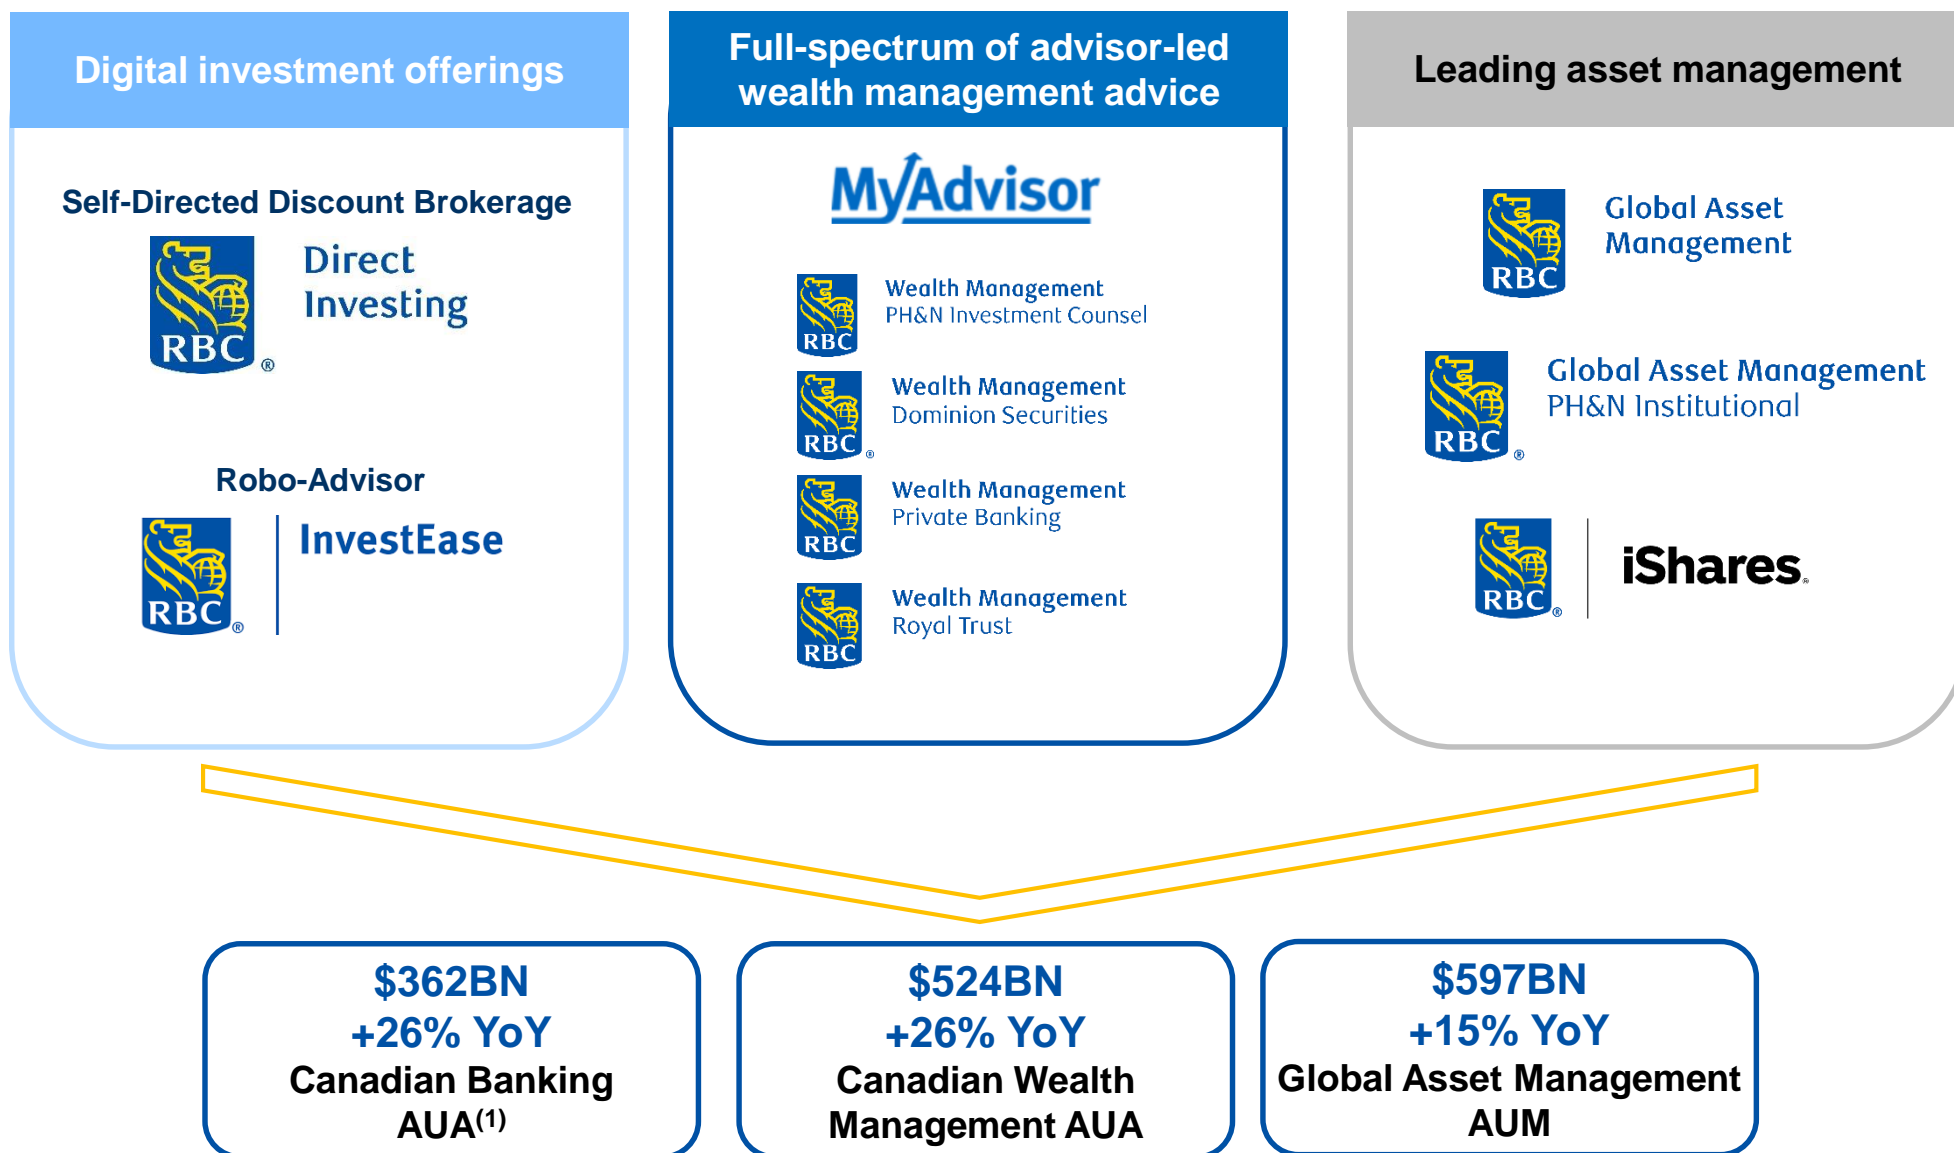 Digital investment offerings
Self-Directed Discount Brokerage
RBC
®
Direct
Investing
Robo-Advisor
RBC
®
InvestEase
Full-spectrum of advisor-led
wealth management advice
MyAdvisor
RBC
Wealth Management
PH&N Investment Counsel
RBC
®
Wealth Management
Dominion Securities
RBC
Wealth Management
Private Banking
RBC
Wealth Management
Royal Trust
Leading asset management
RBC
Global Asset
Management
RBC
®
Global Asset Management
PH&N Institutional
RBC
®
iShares®
$362BN
+26% YoY
Canadian Banking
AUA(1)
$524BN
+26% YoY
Canadian Wealth
Management AUA
$597BN
+15% YoY
Global Asset Management
AUM